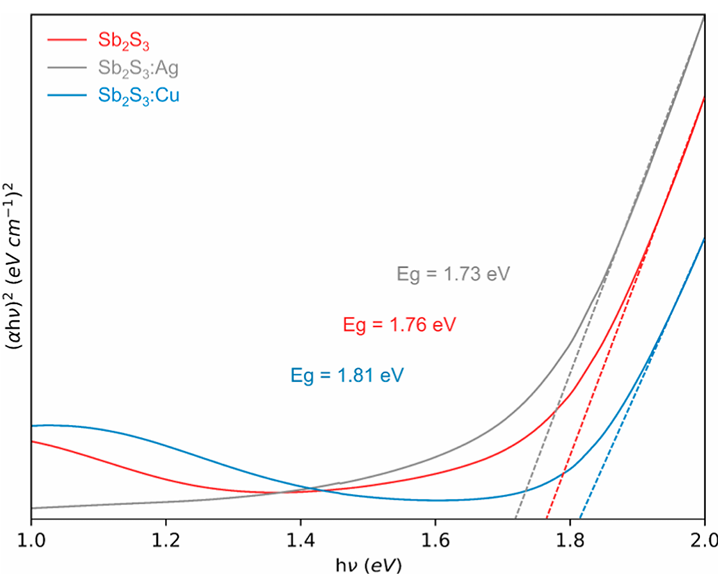 Sb₂S₃
Sb₂S₃:Ag
Sb₂S₃:Cu
(αhν)² (eV cm⁻¹)²
Eg = 1.73 eV
Eg = 1.76 eV
Eg = 1.81 eV
1.0 1.2 1.4 1.6 1.8 2.0
hν (eV)